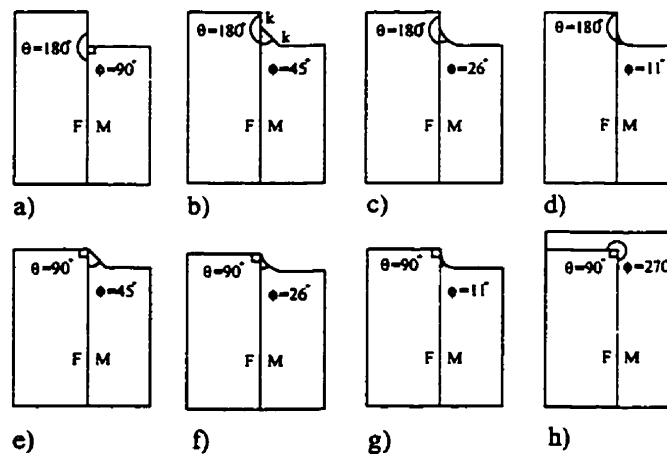 θ=180°
φ=90°
F M
a)
θ=180°
k
k
φ=45°
F M
b)
θ=180°
φ=26°
F M
c)
θ=180°
φ=11°
F M
d)
θ=90°
φ=45°
F M
e)
θ=90°
φ=26°
F M
f)
θ=90°
φ=11°
F M
g)
θ=90°
φ=270
F M
h)